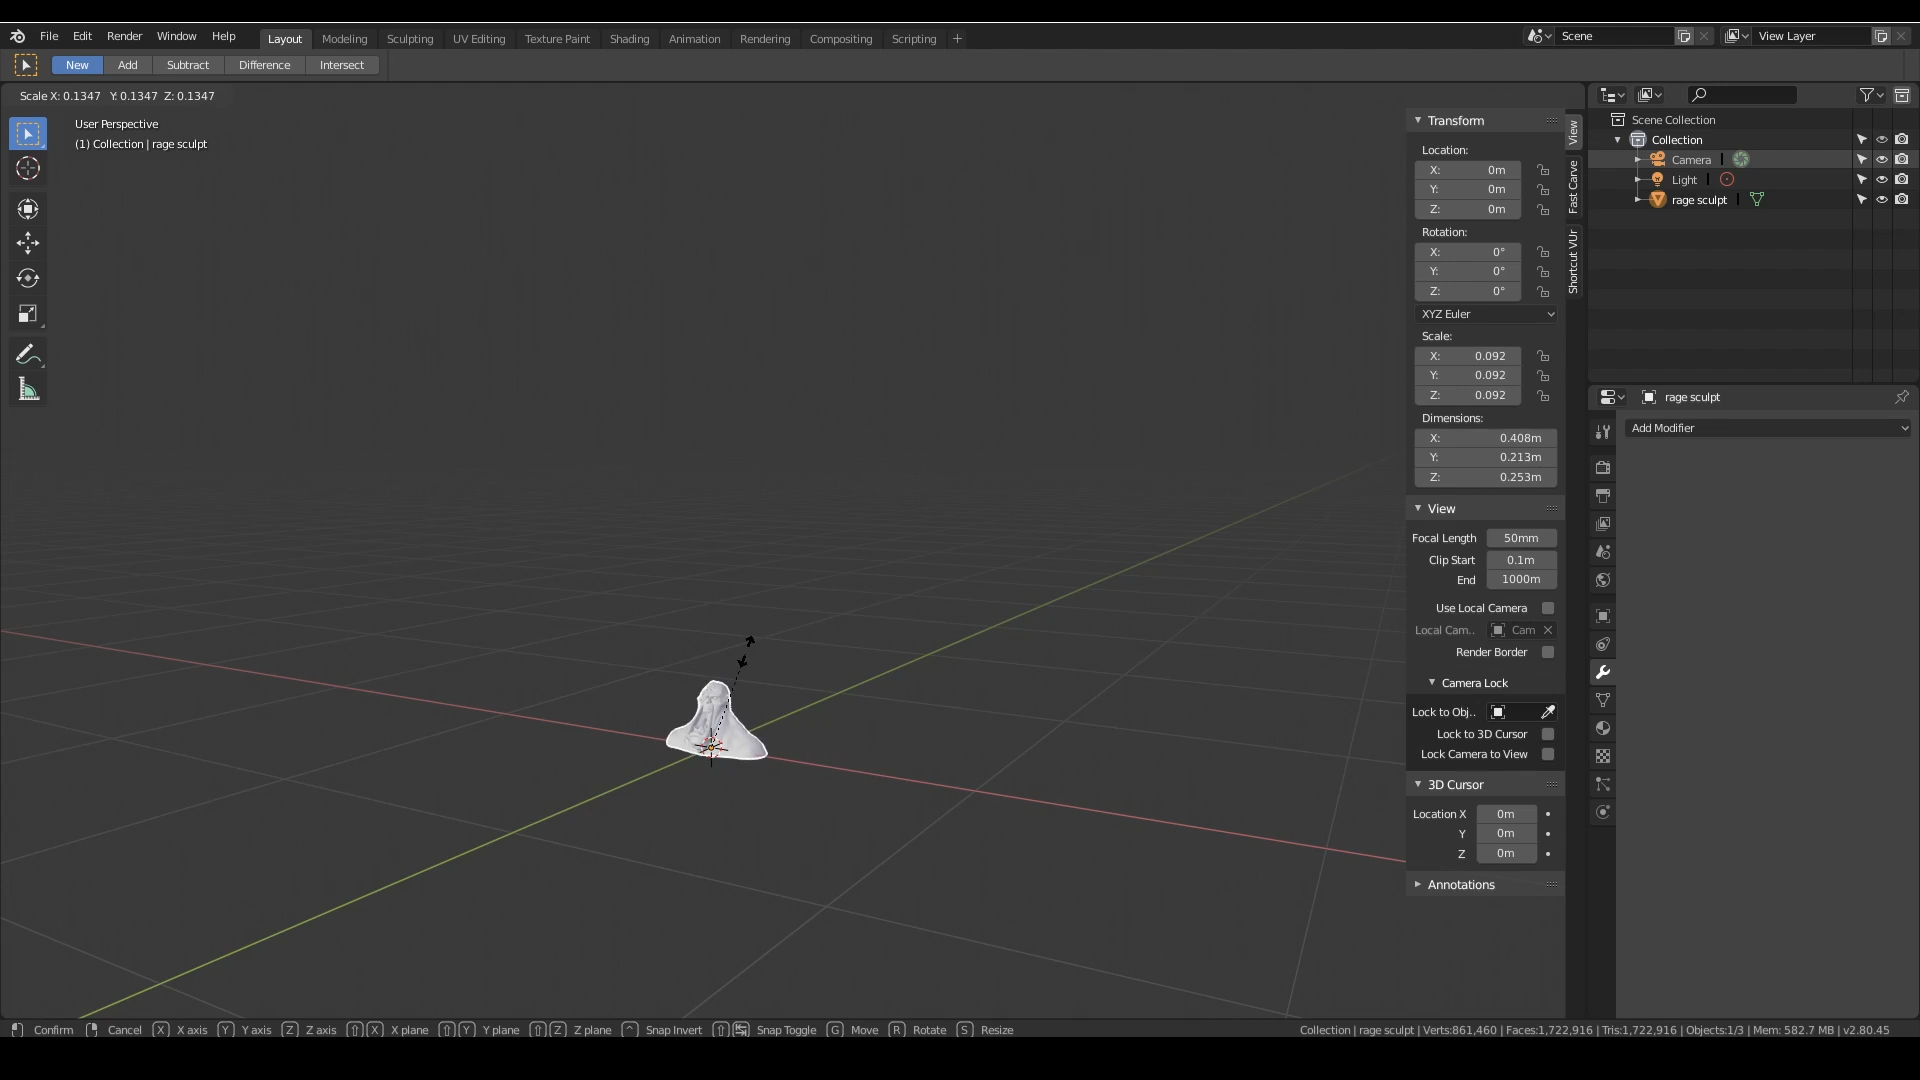 File Edit Render Window Help Layout Modeling Sculpting UV Editing Texture Paint Shading Animation Rendering Compositing Scripting + Scene View Layer
New Add Subtract Difference Intersect
Scale X: 0.1347 Y: 0.1347 Z: 0.1347
User Perspective
(1) Collection | rage sculpt
Transform
Location:
X: 0m
Y: 0m
Z: 0m
Rotation:
X: 0°
Y: 0°
Z: 0°
XYZ Euler
Scale:
X: 0.092
Y: 0.092
Z: 0.092
Dimensions:
X: 0.408m
Y: 0.213m
Z: 0.253m
View
Focal Length 50mm
Clip Start 0.1m
End 1000m
Use Local Camera
Local Cam.. Cam
Render Border
Camera Lock
Lock to Obj..
Lock to 3D Cursor
Lock Camera to View
3D Cursor
Location X 0m
Y 0m
Z 0m
Annotations
View
Fast Carve
Shortcut VUr
Scene Collection
Collection
Camera
Light
rage sculpt
rage sculpt
Add Modifier
Confirm Cancel X X axis Y Y axis Z Z axis X X plane Y Y plane Z Z plane Snap Invert Snap Toggle G Move R Rotate S Resize Collection | rage sculpt | Verts:861,460 | Faces:1,722,916 | Tris:1,722,916 | Objects:1/3 | Mem: 582.7 MB | v2.80.45